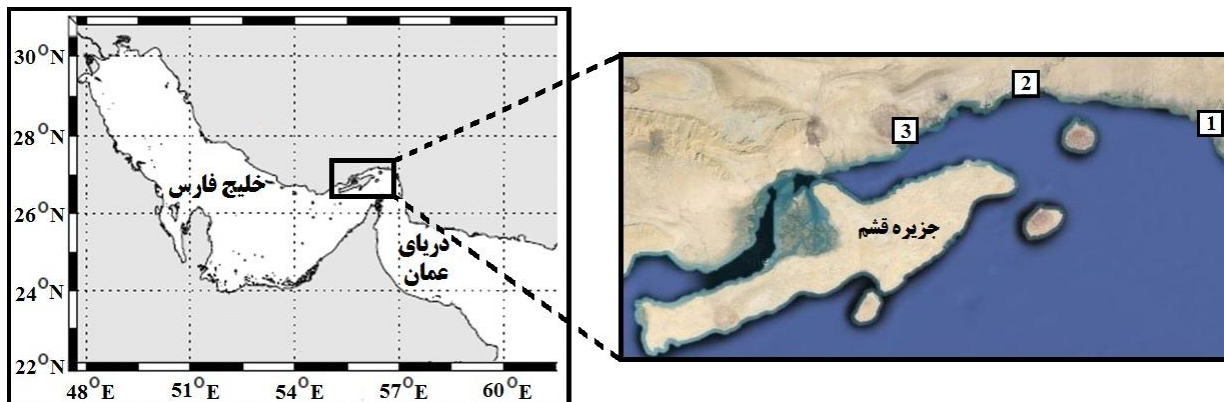 30°N
28°N
26°N
24°N
22°N
48°E
51°E
54°E
57°E
60°E
خلیج فارس
دریای
عمان
1
2
3
جزیره قشم